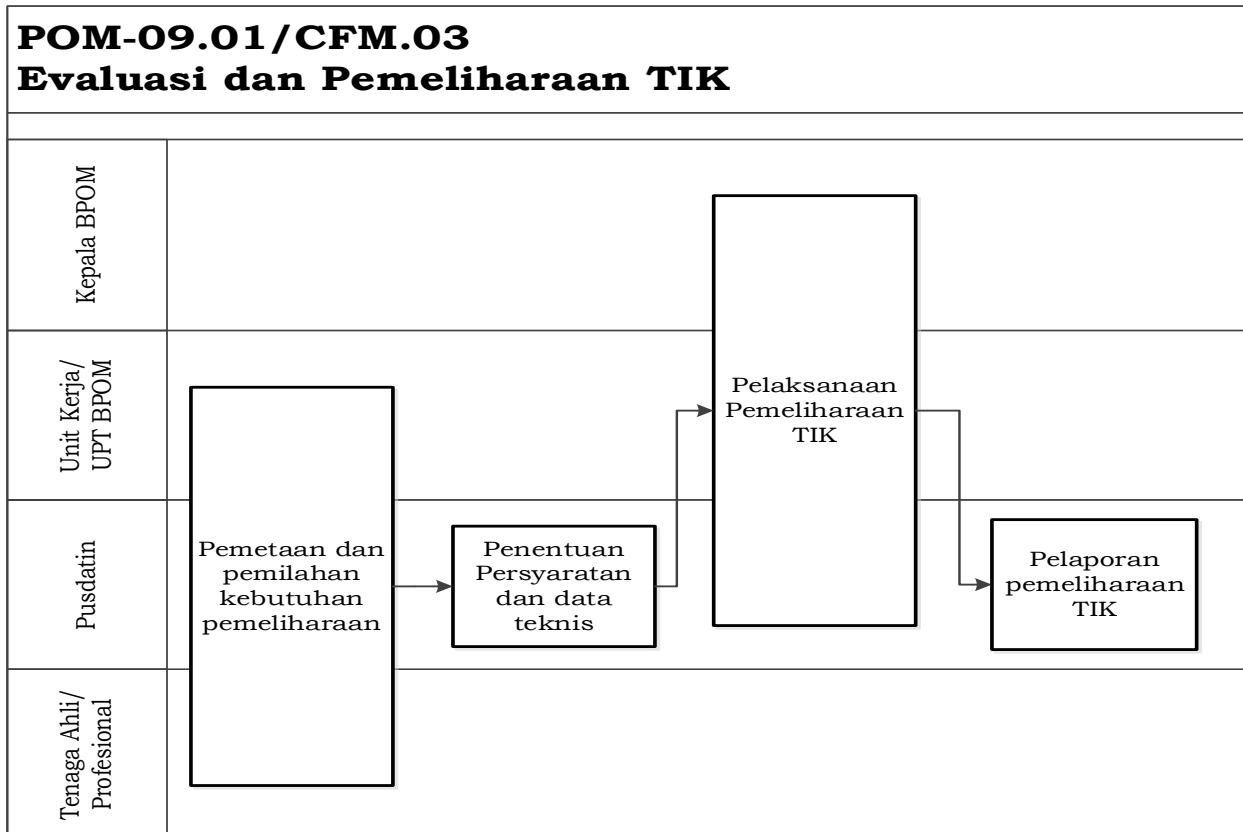 POM-09.01/CFM.03
Evaluasi dan Pemeliharaan TIK
Kepala BPOM
Unit Kerja/
UPT BPOM
Pusdatin
Tenaga Ahli/
Profesional
Pemetaan dan
pemilahan
kebutuhan
pemeliharaan
Penentuan
Persyaratan
dan data
teknis
Pelaksanaan
Pemeliharaan
TIK
Pelaporan
pemeliharaan
TIK